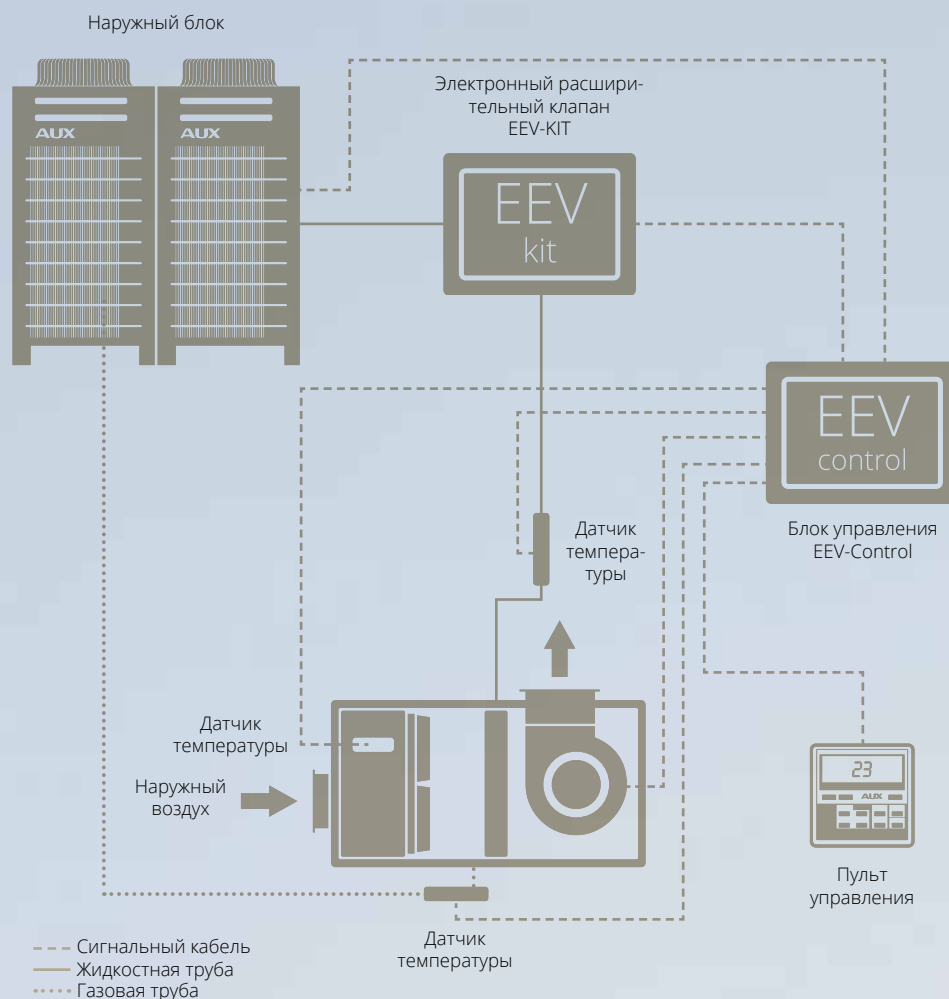 Наружный блок
AUX
AUX
Электронный расшири-
тельный клапан
EEV-KIT
EEV
kit
EEV
control
Блок управления
EEV-Control
Датчик
темпера-
туры
Датчик
температуры
Наружный
воздух
23
AUX
Пульт
управления
Датчик
температуры
Сигнальный кабель
Жидкостная труба
Газовая труба